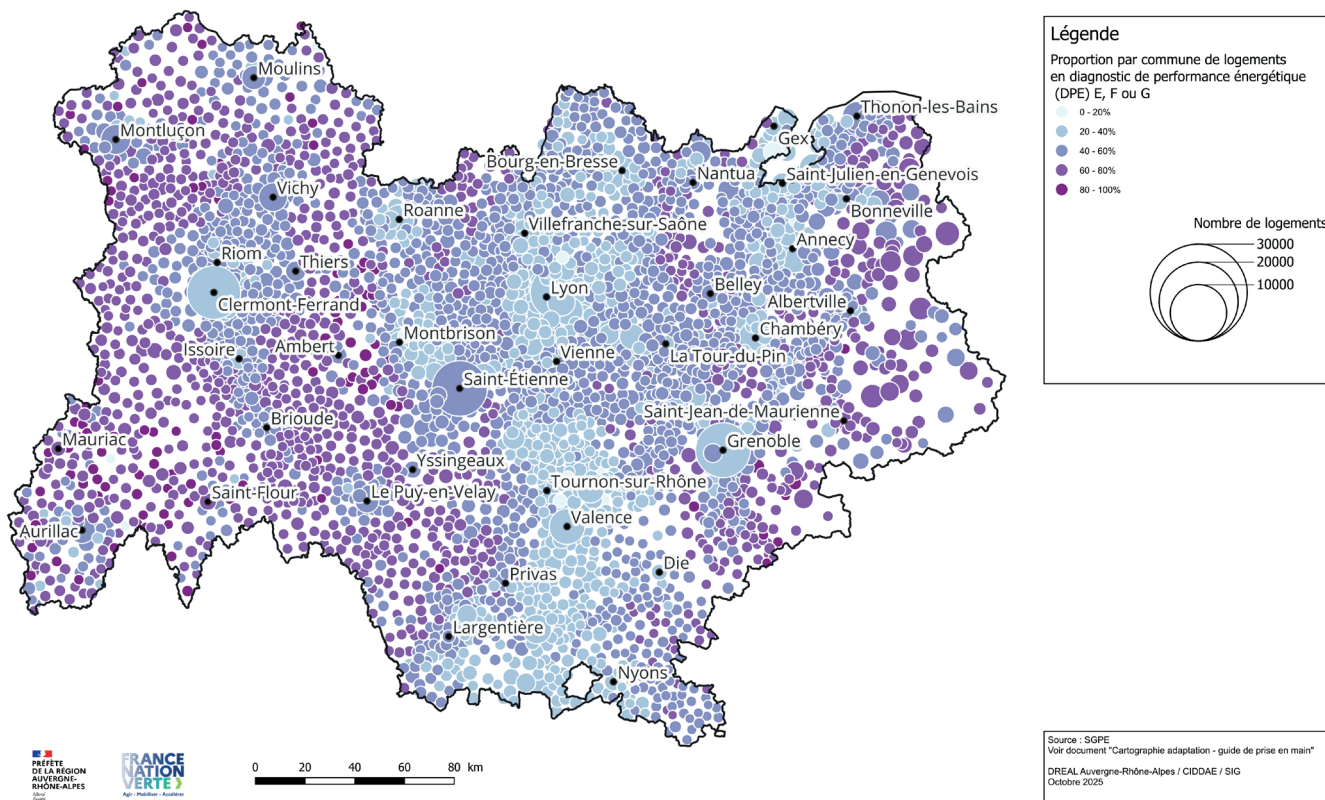 Légende
Proportion par commune de logements
en diagnostic de performance énergétique
(DPE) E, F ou G
0 - 20%
20 - 40%
40 - 60%
60 - 80%
80 - 100%
Nombre de logements
30000
20000
10000
Moulins
Montluçon
Thonon-les-Bains
Gex
Bourg-en-Bresse
Nantua
Saint-Julien-en-Genevois
Vichy
Roanne
Bonneville
Villefranche-sur-Saône
Annecy
Riom
Thiers
Lyon
Belley
Clermont-Ferrand
Albertville
Montbrison
Chambéry
Issoire
Ambert
Vienne
La Tour-du-Pin
Saint-Étienne
Saint-Jean-de-Maurienne
Brioude
Mauriac
Grenoble
Yssingeaux
Saint-Flour
Le Puy-en-Velay
Tournon-sur-Rhône
Valence
Aurillac
Die
Privas
Largentière
Nyons
PRÉFÈTE
DE LA RÉGION
AUVERGNE-
RHÔNE-ALPES
Liberté
Égalité
FRANCE
NATION
VERTE
Agir • Mobiliser • Accélérer
0 20 40 60 80 km
Source : SGPE
Voir document "Cartographie adaptation - guide de prise en main"
DREAL Auvergne-Rhône-Alpes / CIDDAE / SIG
Octobre 2025